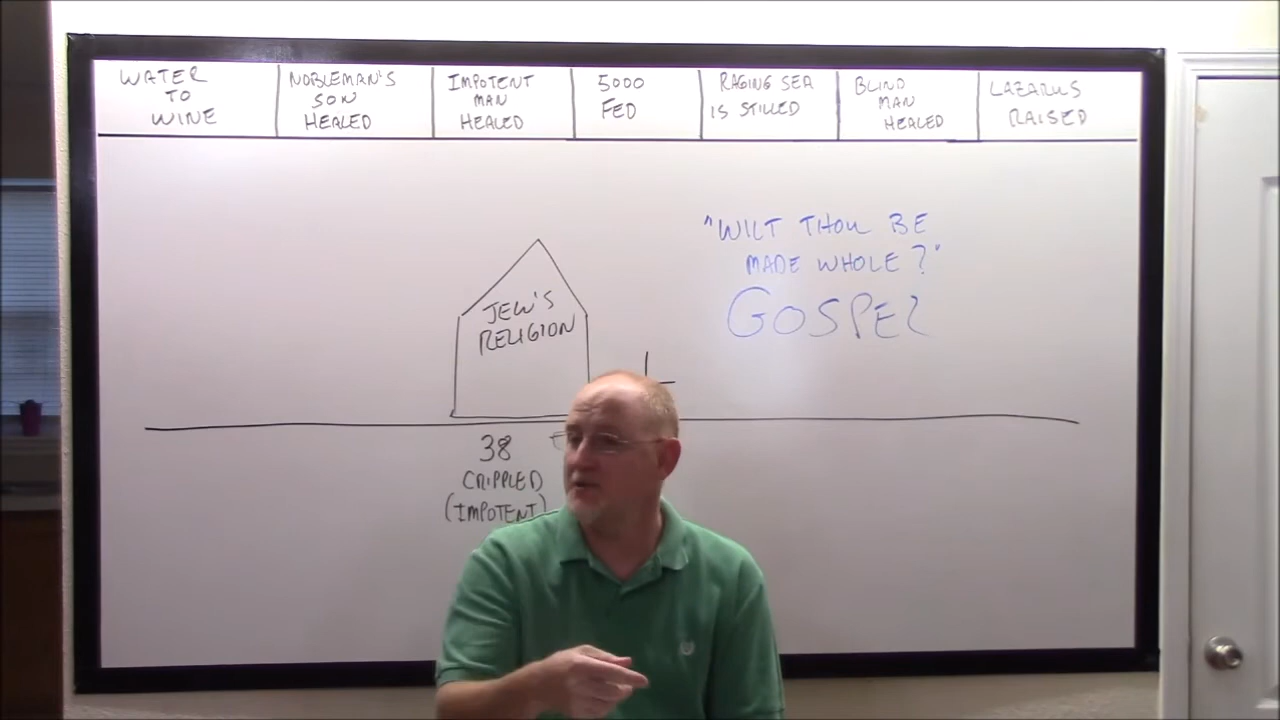 WATER
TO
WINE
NOBLEMAN'S
SON
HEALED
IMPOTENT
MAN
HEALED
5000
FED
RAGING SEA
IS STILLED
BLIND
MAN
HEALED
LAZARUS
RAISED
"WILT THOU BE
MADE WHOLE?"
GOSPEL
JEW'S
RELIGION
38
CRIPPLED
(IMPOTENT)